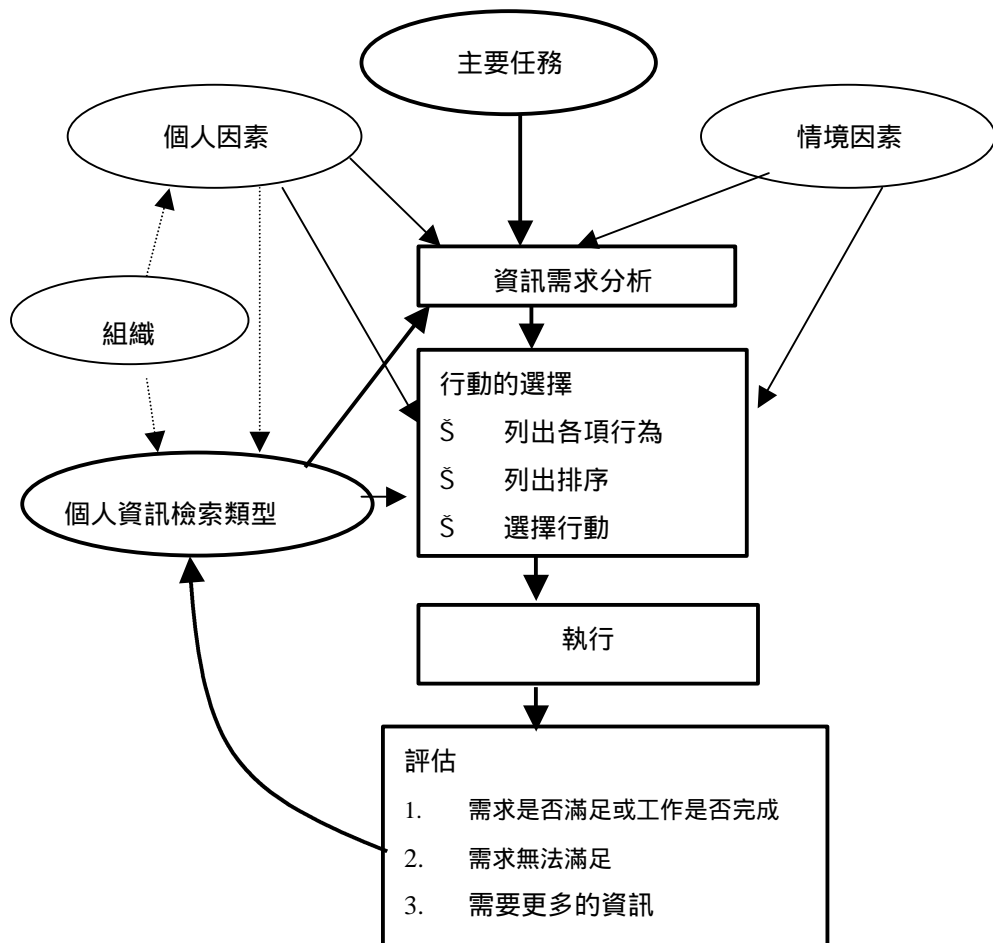 主要任務
個人因素
情境因素
資訊需求分析
組織
行動的選擇
Š 列出各項行為
Š 列出排序
Š 選擇行動
個人資訊檢索類型
執行
評估
1. 需求是否滿足或工作是否完成
2. 需求無法滿足
3. 需要更多的資訊